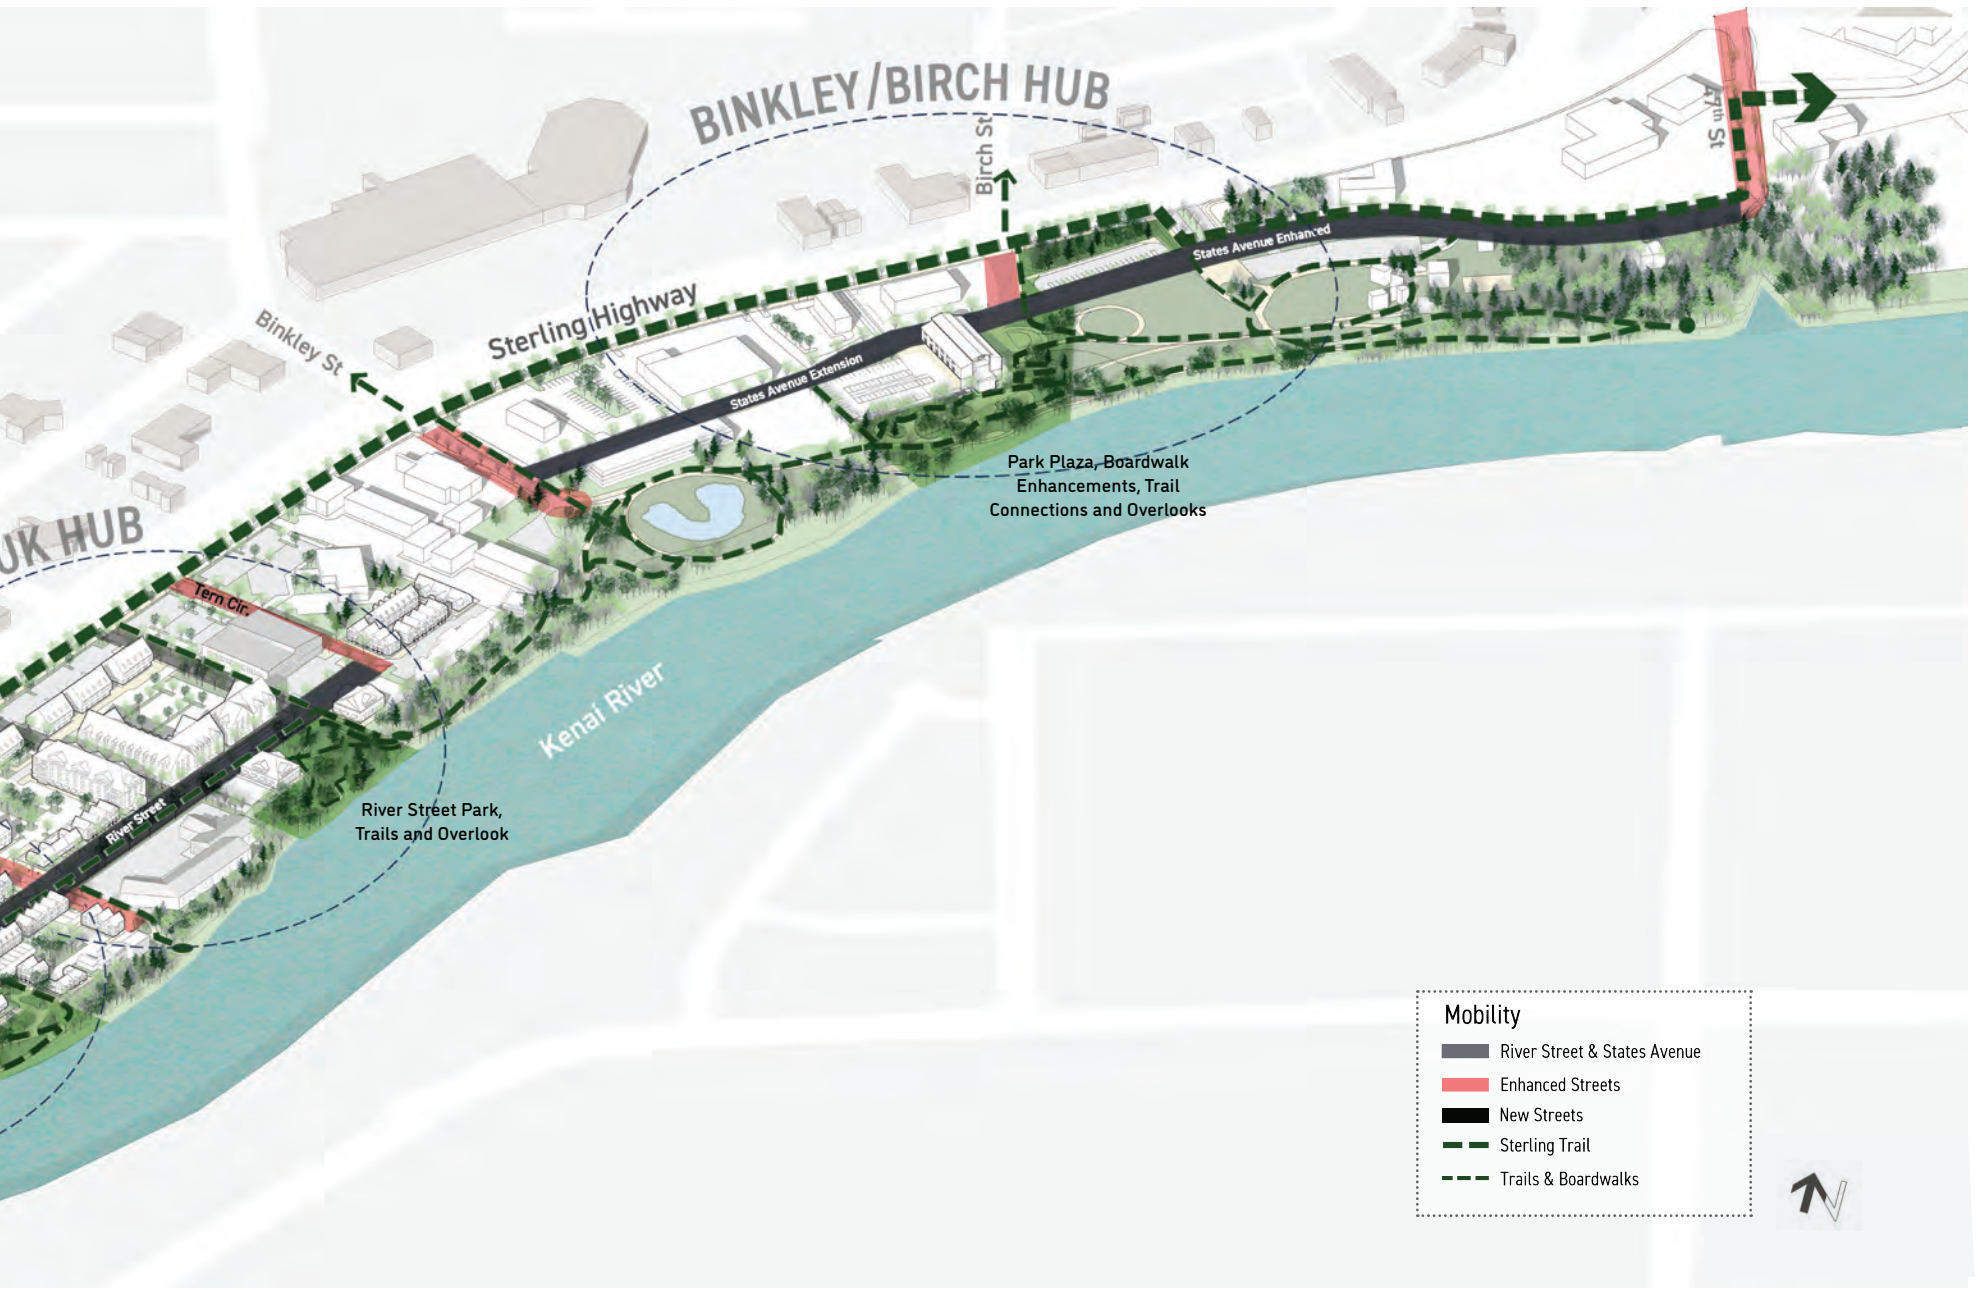 BINKLEY/BIRCH HUB
Birch St
47th St
States Avenue Enhanced
Sterling Highway
Binkley St
States Avenue Extension
Park Plaza, Boardwalk
Enhancements, Trail
Connections and Overlooks
UK HUB
Tern Cir.
Kenai River
River Street
River Street Park,
Trails and Overlook
Mobility
River Street & States Avenue
Enhanced Streets
New Streets
Sterling Trail
Trails & Boardwalks
N